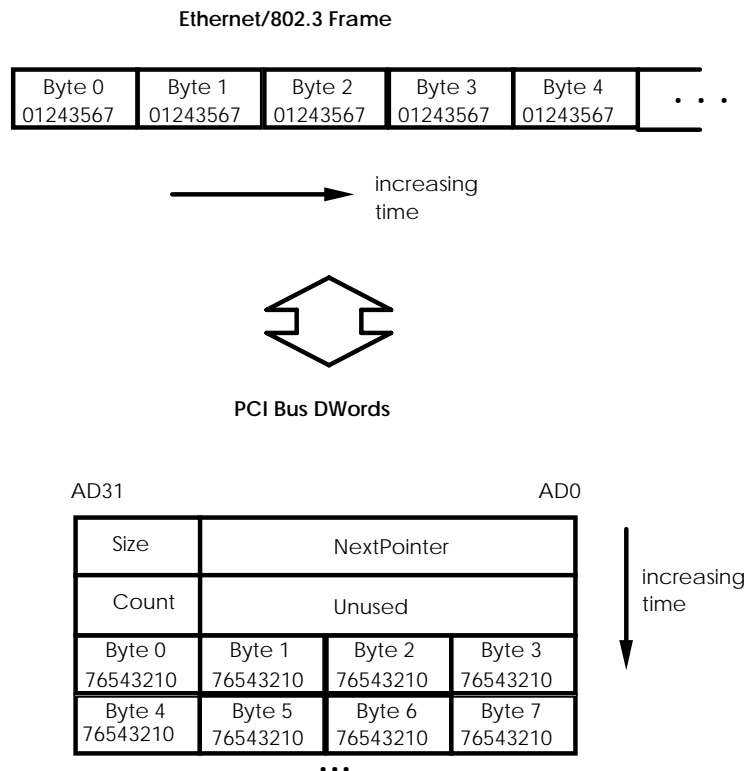 Ethernet/802.3 Frame
Byte 0 Byte 1 Byte 2 Byte 3 Byte 4
01243567 01243567 01243567 01243567 01243567
. . .
increasing
time
PCI Bus DWords
AD31 AD0
Size NextPointer
Count Unused
increasing
time
Byte 0 Byte 1 Byte 2 Byte 3
76543210 76543210 76543210 76543210
Byte 4 Byte 5 Byte 6 Byte 7
76543210 76543210 76543210 76543210
...